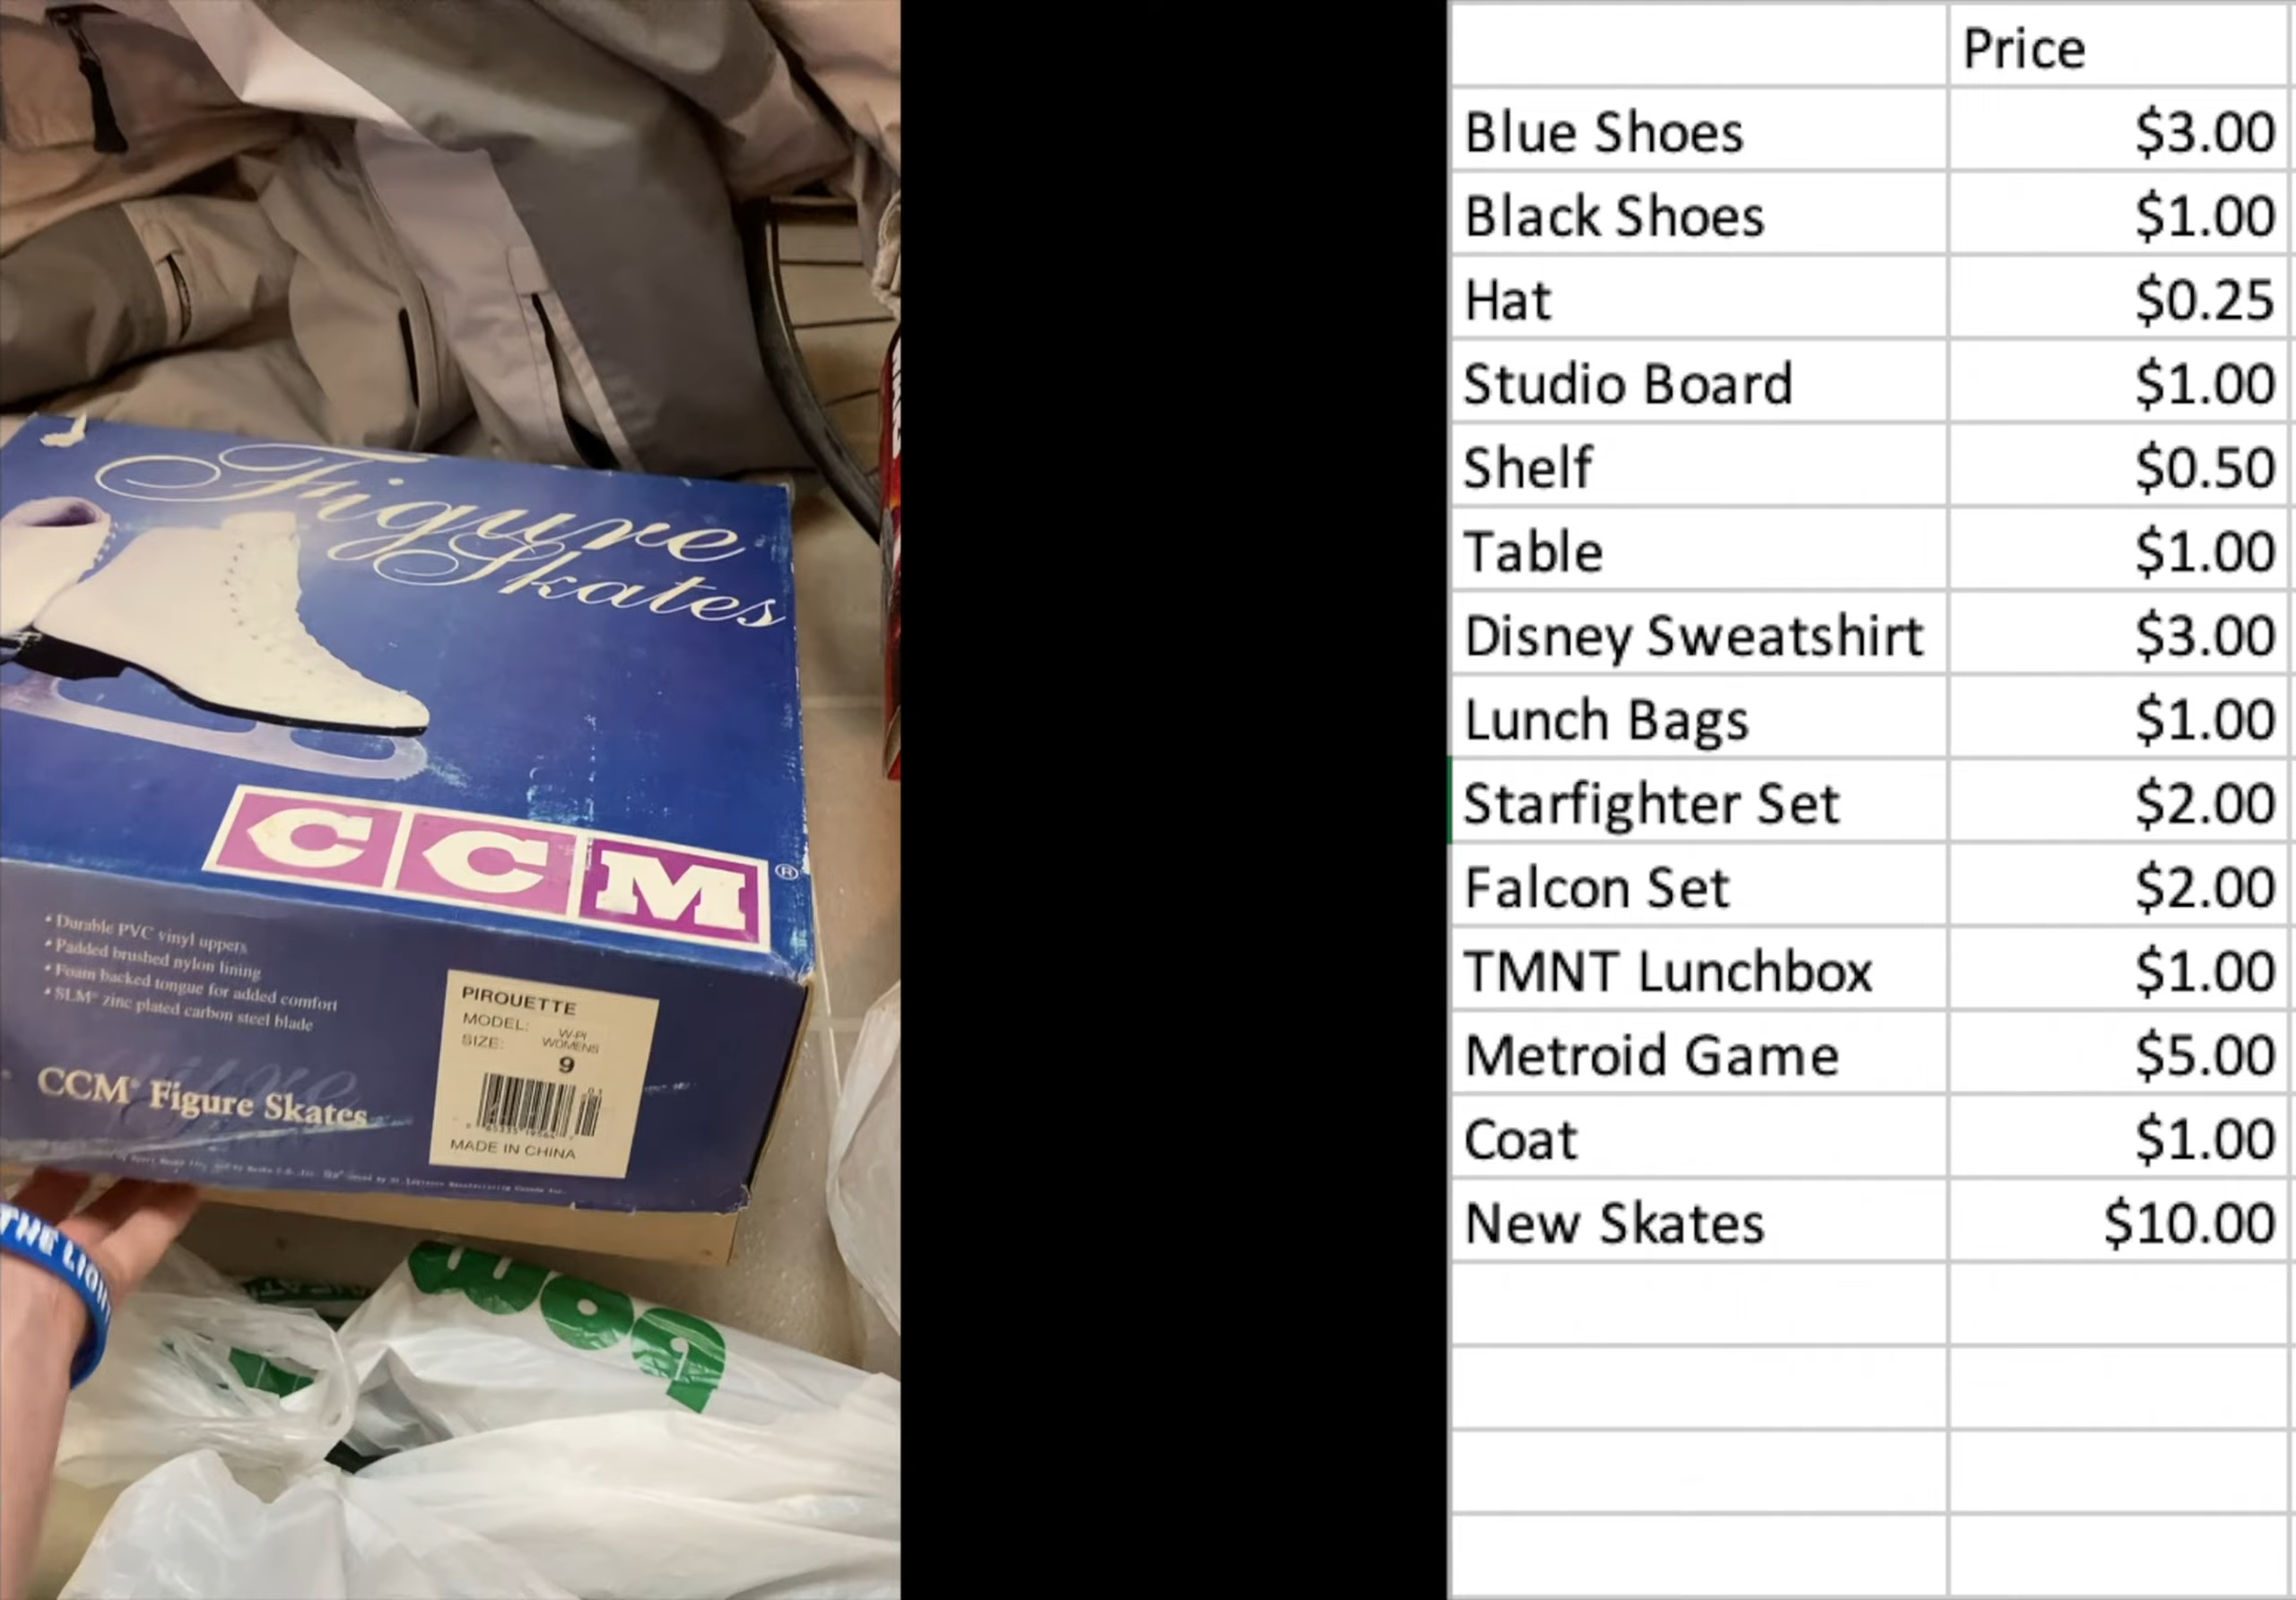 Figure
Skates
CCM®
• Durable PVC vinyl uppers
• Padded brushed nylon lining
• Foam backed tongue for added comfort
• SLM® zinc plated carbon steel blade
CCM® Figure Skates
PIROUETTE
MODEL: W-PI
WOMENS
SIZE: 9
MADE IN CHINA
THE LIGHT
Price
Blue Shoes $3.00
Black Shoes $1.00
Hat $0.25
Studio Board $1.00
Shelf $0.50
Table $1.00
Disney Sweatshirt $3.00
Lunch Bags $1.00
Starfighter Set $2.00
Falcon Set $2.00
TMNT Lunchbox $1.00
Metroid Game $5.00
Coat $1.00
New Skates $10.00